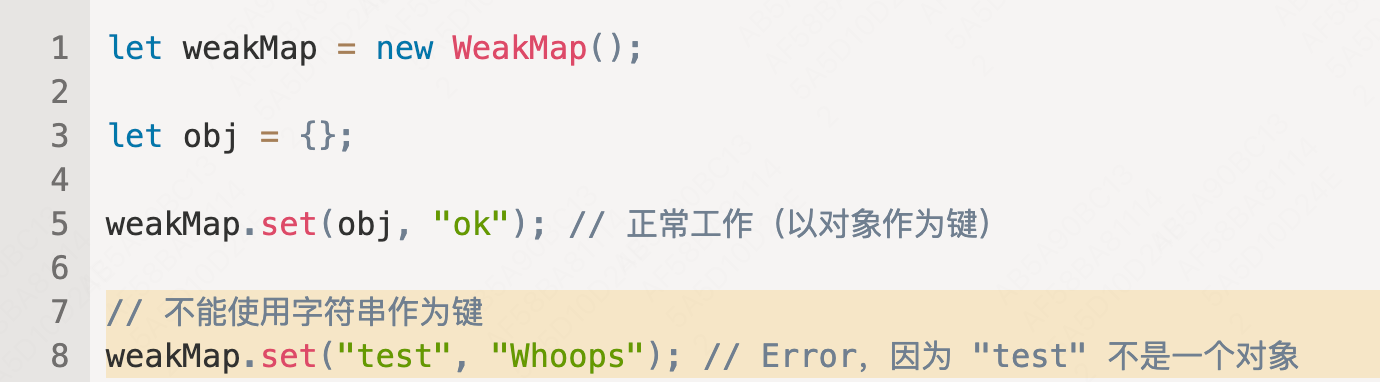 1 let weakMap = new WeakMap();
2
3 let obj = {};
4
5 weakMap.set(obj, "ok"); // 正常工作（以对象作为键）
6
7 // 不能使用字符串作为键
8 weakMap.set("test", "Whoops"); // Error，因为 "test" 不是一个对象